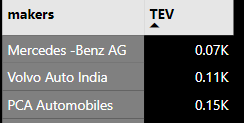 makers TEV
Mercedes -Benz AG 0.07K
Volvo Auto India 0.11K
PCA Automobiles 0.15K